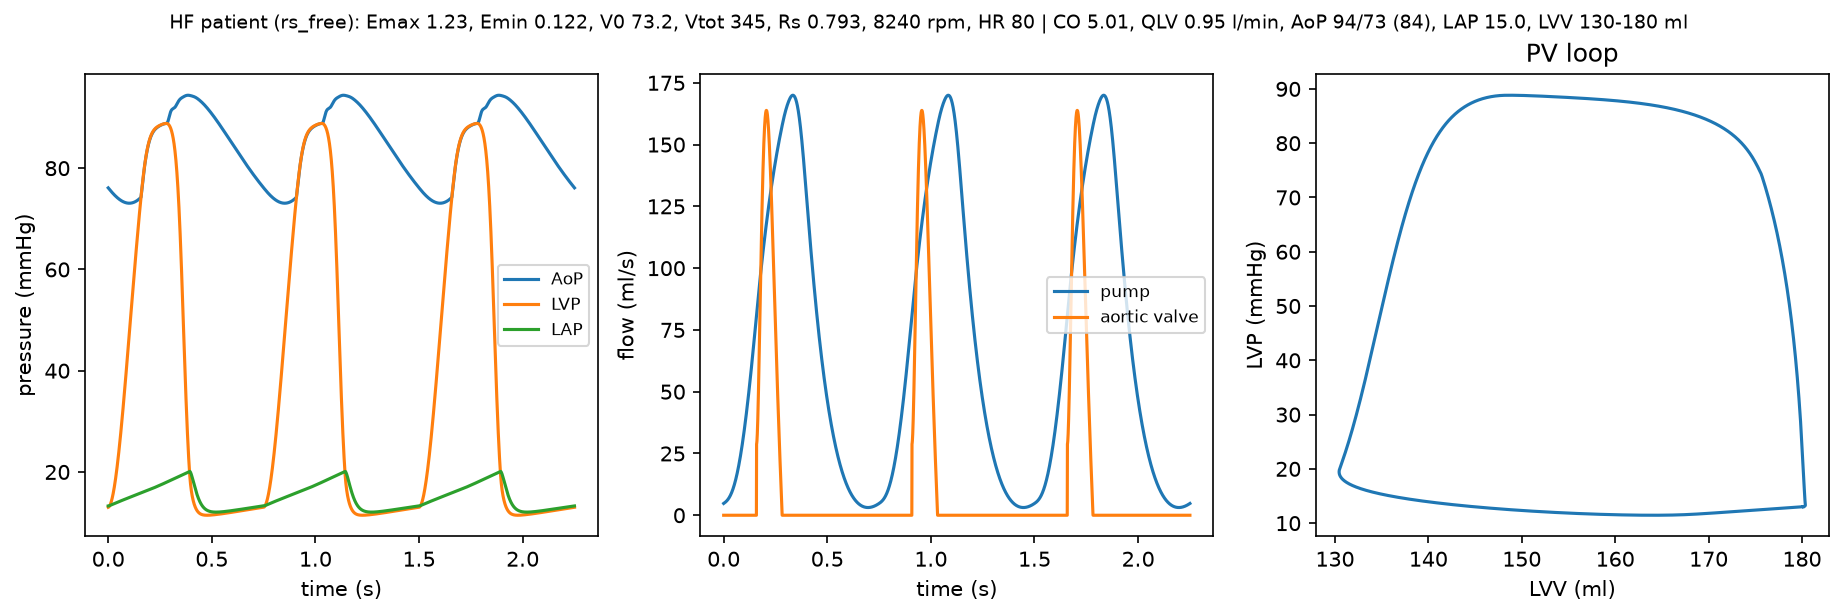 HF patient (rs_free): Emax 1.23, Emin 0.122, V0 73.2, Vtot 345, Rs 0.793, 8240 rpm, HR 80 | CO 5.01, QLV 0.95 l/min, AoP 94/73 (84), LAP 15.0, LVV 130-180 ml
pressure (mmHg)
80
60
40
20
0.0 0.5 1.0 1.5 2.0
time (s)
AoP
LVP
LAP
flow (ml/s)
175
150
125
100
75
50
25
0
0.0 0.5 1.0 1.5 2.0
time (s)
pump
aortic valve
PV loop
LVP (mmHg)
90
80
70
60
50
40
30
20
10
130 140 150 160 170 180
LVV (ml)